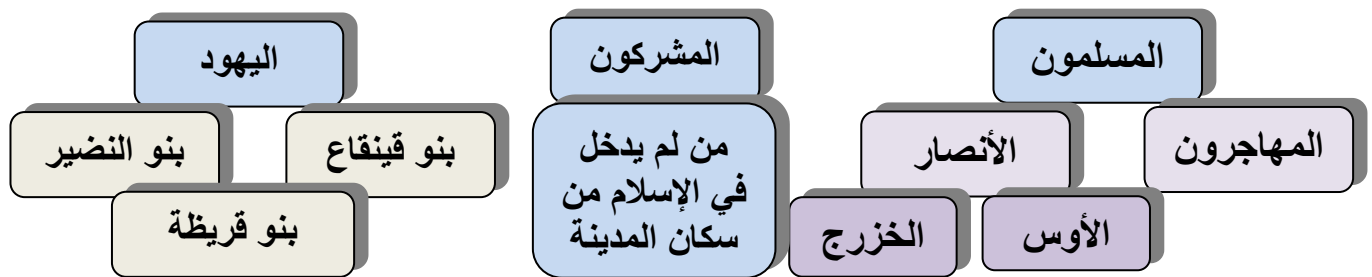 المسلمون
المهاجرون
الأنصار
الأوس
الخزرج
المشركون
من لم يدخل
في الإسلام من
سكان المدينة
اليهود
بنو قينقاع
بنو النضير
بنو قريظة